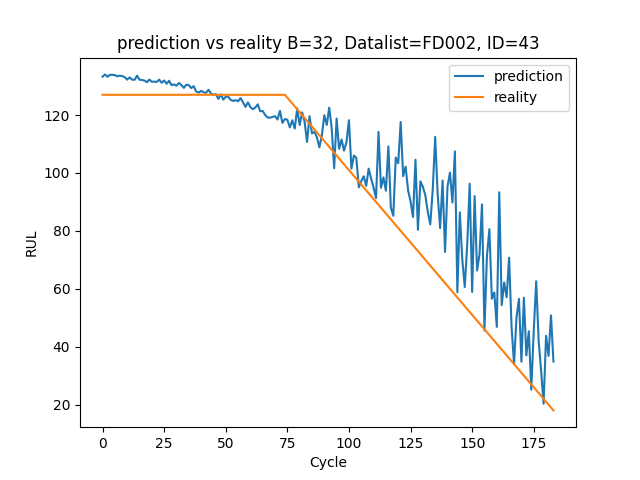 prediction vs reality B=32, Datalist=FD002, ID=43
prediction
reality
RUL
120
100
80
60
40
20
0 25 50 75 100 125 150 175
Cycle